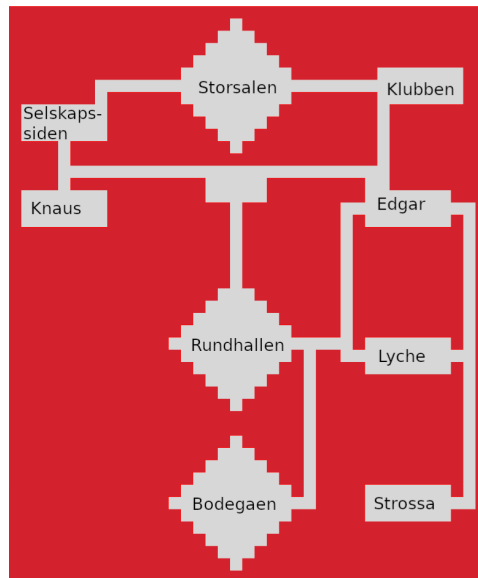 Storsalen
Klubben
Selskaps-
siden
Knaus
Edgar
Rundhallen
Lyche
Bodegaen
Strossa